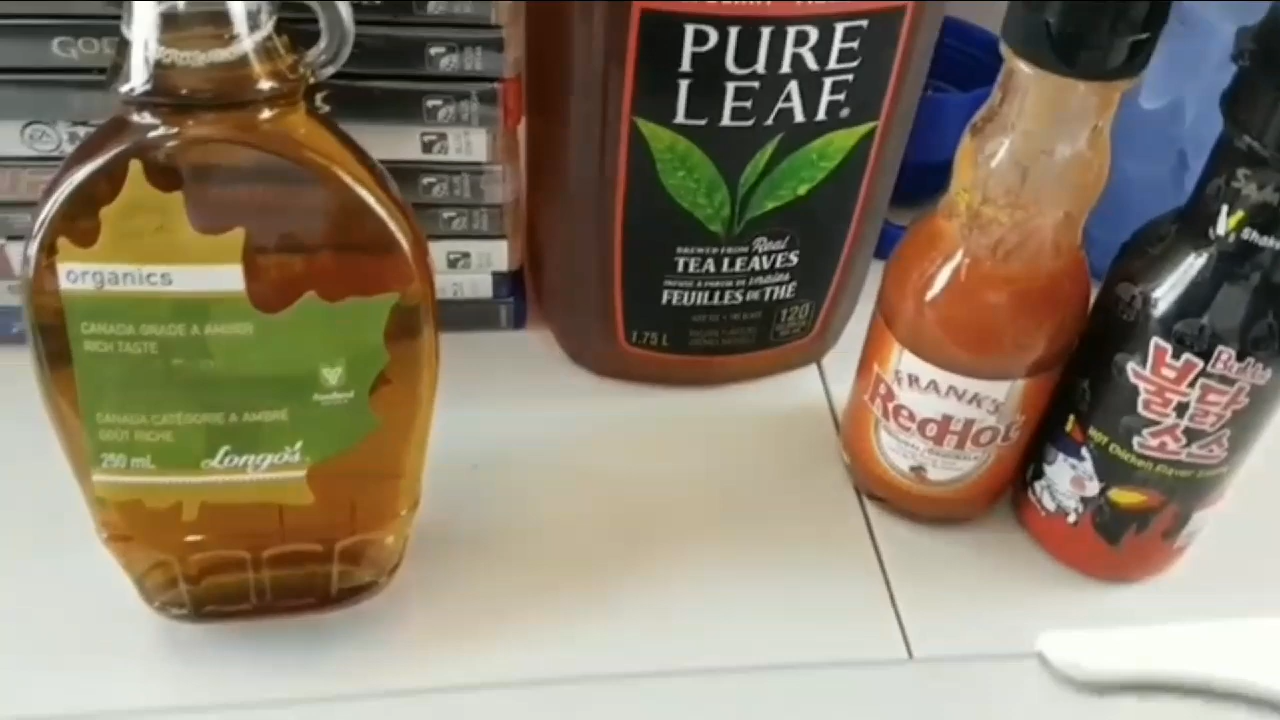 organics
CANADA GRADE A AMBER
RICH TASTE
CANADA CATÉGORIE A AMBRÉ
GOÛT RICHE
250 mL
Longo's
PURE
LEAF
BREWED FROM Real
TEA LEAVES
FEUILLES DE THÉ
1.75 L
120
FRANK'S
RedHot
Shake
불닭
소스
HOT Chicken Flavor